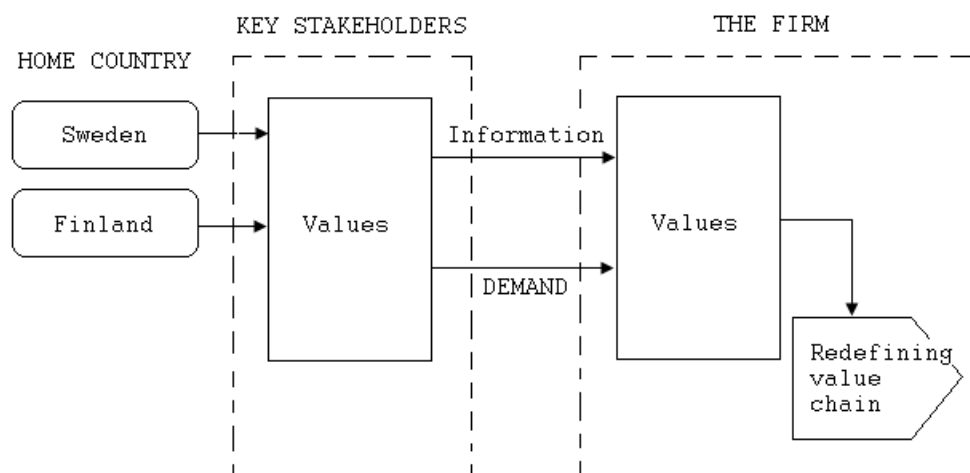 KEY STAKEHOLDERS
THE FIRM
HOME COUNTRY
Sweden
Finland
Values
Information
DEMAND
Values
Redefining
value
chain